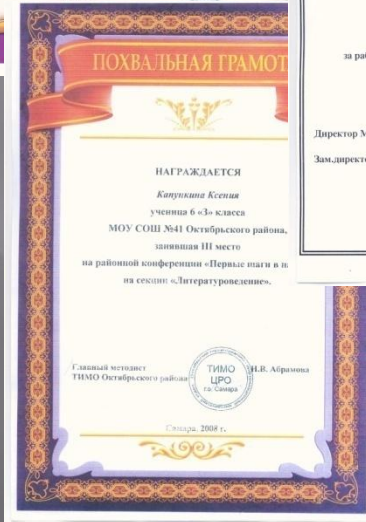 ПОХВАЛЬНАЯ ГРАМОТ
НАГРАЖДАЕТСЯ
Капункина Ксения
ученица 6 «З» класса
МОУ СОШ №41 Октябрьского района,
занявшая III место
на районной конференции «Первые шаги в н
на секции «Литературоведение».
Главный методист
ТИМО Октябрьского района
ТИМО
ЦРО
г.о. Самара
Н.В. Абрамова
Самара, 2008 г.
за раб
Директор М
Зам.директо